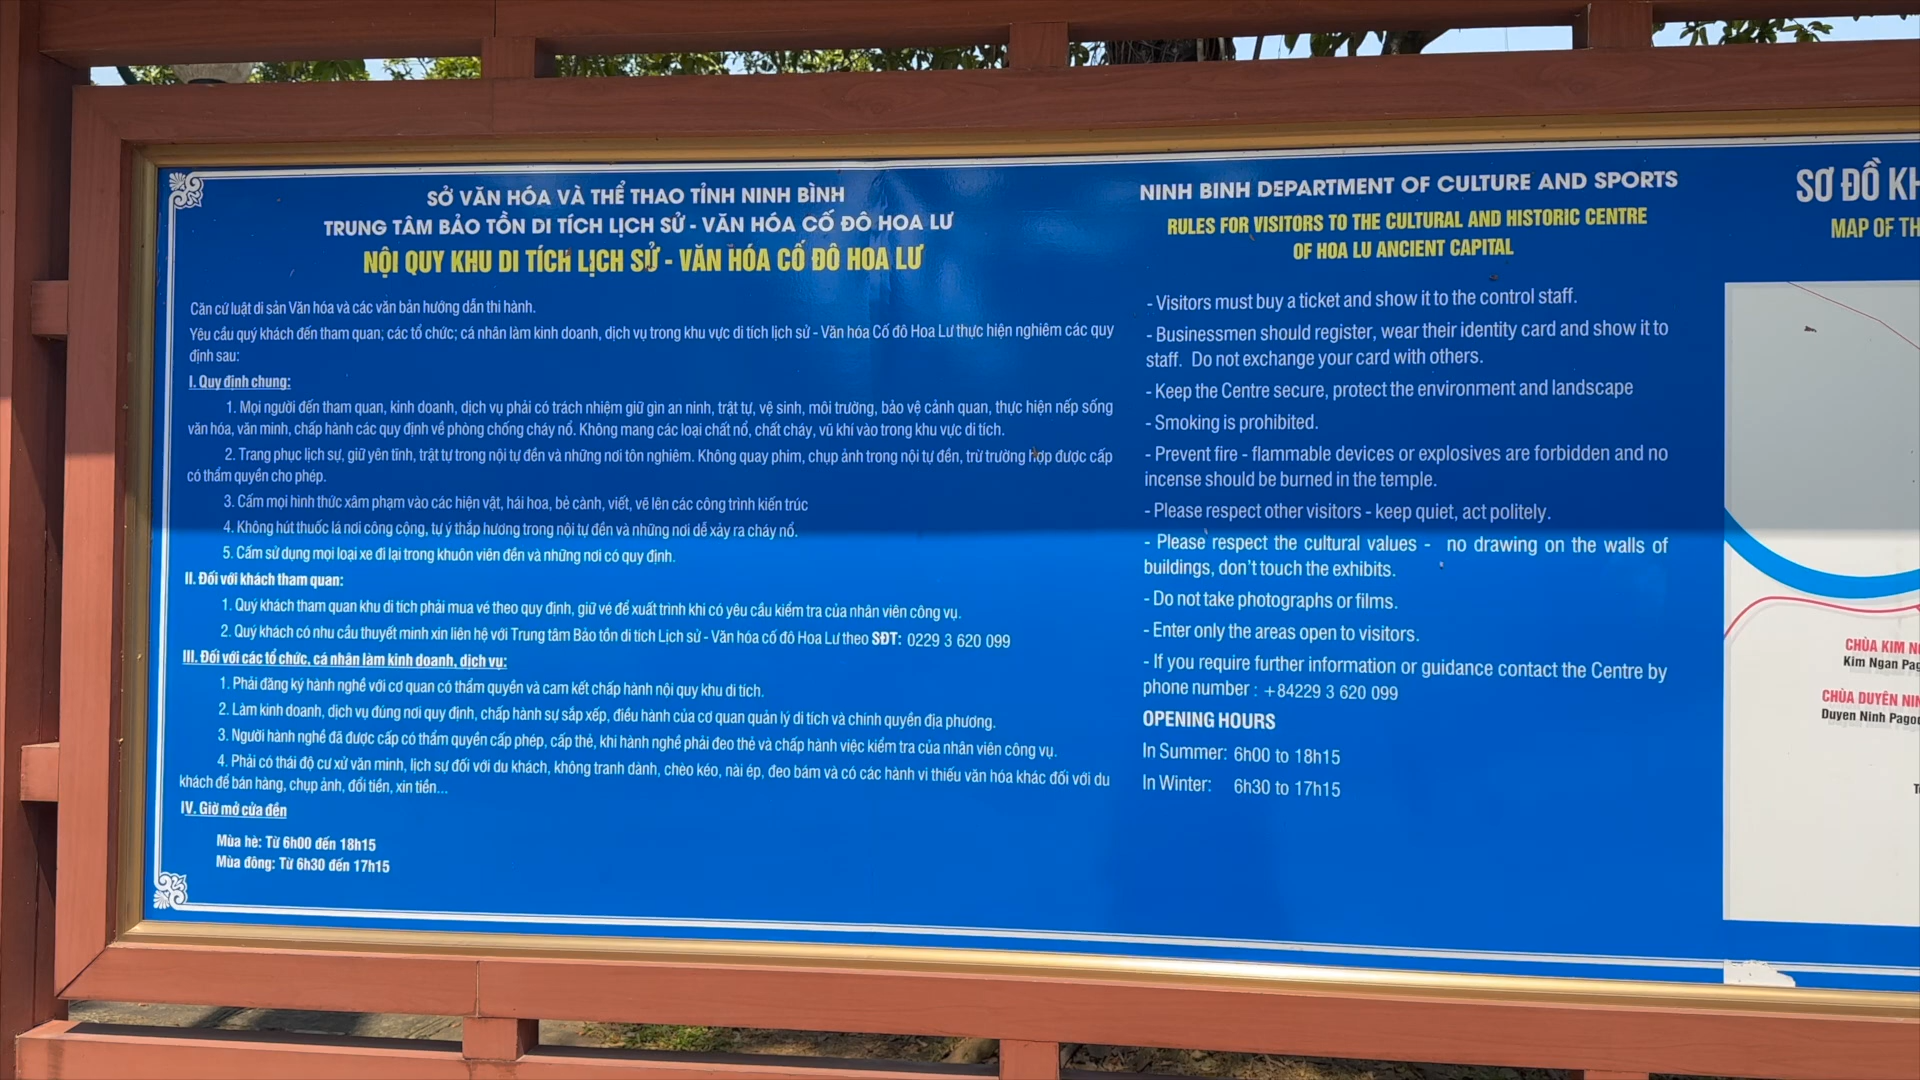 SỞ VĂN HÓA VÀ THỂ THAO TỈNH NINH BÌNH
TRUNG TÂM BẢO TỒN DI TÍCH LỊCH SỬ - VĂN HÓA CỐ ĐÔ HOA LƯ
NỘI QUY KHU DI TÍCH LỊCH SỬ - VĂN HÓA CỐ ĐÔ HOA LƯ
Căn cứ luật di sản Văn hóa và các văn bản hướng dẫn thi hành.
Yêu cầu quý khách đến tham quan; các tổ chức; cá nhân làm kinh doanh, dịch vụ trong khu vực di tích lịch sử - Văn hóa Cố đô Hoa Lư thực hiện nghiêm các quy
định sau:
I. Quy định chung:
1. Mọi người đến tham quan, kinh doanh, dịch vụ phải có trách nhiệm giữ gìn an ninh, trật tự, vệ sinh, môi trường, bảo vệ cảnh quan, thực hiện nếp sống
văn hóa, văn minh, chấp hành các quy định về phòng chống cháy nổ. Không mang các loại chất nổ, chất cháy, vũ khí vào trong khu vực di tích.
2. Trang phục lịch sự, giữ yên tĩnh, trật tự trong nội tự đền và những nơi tôn nghiêm. Không quay phim, chụp ảnh trong nội tự đền, trừ trường hợp được cấp
có thẩm quyền cho phép.
3. Cấm mọi hình thức xâm phạm vào các hiện vật, hái hoa, bẻ cành, viết, vẽ lên các công trình kiến trúc
4. Không hút thuốc lá nơi công cộng, tự ý thắp hương trong nội tự đền và những nơi dễ xảy ra cháy nổ.
5. Cấm sử dụng mọi loại xe đi lại trong khuôn viên đền và những nơi có quy định.
II. Đối với khách tham quan:
1. Quý khách tham quan khu di tích phải mua vé theo quy định, giữ vé để xuất trình khi có yêu cầu kiểm tra của nhân viên công vụ.
2. Quý khách có nhu cầu thuyết minh xin liên hệ với Trung tâm Bảo tồn di tích Lịch sử - Văn hóa cố đô Hoa Lư theo SĐT: 0229 3 620 099
III. Đối với các tổ chức, cá nhân làm kinh doanh, dịch vụ:
1. Phải đăng ký hành nghề với cơ quan có thẩm quyền và cam kết chấp hành nội quy khu di tích.
2. Làm kinh doanh, dịch vụ đúng nơi quy định, chấp hành sự sắp xếp, điều hành của cơ quan quản lý di tích và chính quyền địa phương.
3. Người hành nghề đã được cấp có thẩm quyền cấp phép, cấp thẻ, khi hành nghề phải đeo thẻ và chấp hành việc kiểm tra của nhân viên công vụ.
4. Phải có thái độ cư xử văn minh, lịch sự đối với du khách, không tranh dành, chèo kéo, nài ép, đeo bám và có các hành vi thiếu văn hóa khác đối với du
khách để bán hàng, chụp ảnh, đổi tiền, xin tiền...
IV. Giờ mở cửa đền
Mùa hè: Từ 6h00 đến 18h15
Mùa đông: Từ 6h30 đến 17h15
NINH BINH DEPARTMENT OF CULTURE AND SPORTS
RULES FOR VISITORS TO THE CULTURAL AND HISTORIC CENTRE
OF HOA LU ANCIENT CAPITAL
- Visitors must buy a ticket and show it to the control staff.
- Businessmen should register, wear their identity card and show it to
staff. Do not exchange your card with others.
- Keep the Centre secure, protect the environment and landscape
- Smoking is prohibited.
- Prevent fire - flammable devices or explosives are forbidden and no
incense should be burned in the temple.
- Please respect other visitors - keep quiet, act politely.
- Please respect the cultural values - no drawing on the walls of
buildings, don't touch the exhibits.
- Do not take photographs or films.
- Enter only the areas open to visitors.
- If you require further information or guidance contact the Centre by
phone number : +84229 3 620 099
OPENING HOURS
In Summer: 6h00 to 18h15
In Winter: 6h30 to 17h15
SƠ ĐỒ
MAP OF
CHÙA KIM
Kim Ngan
CHÙA DUYÊN
Duyen Ninh